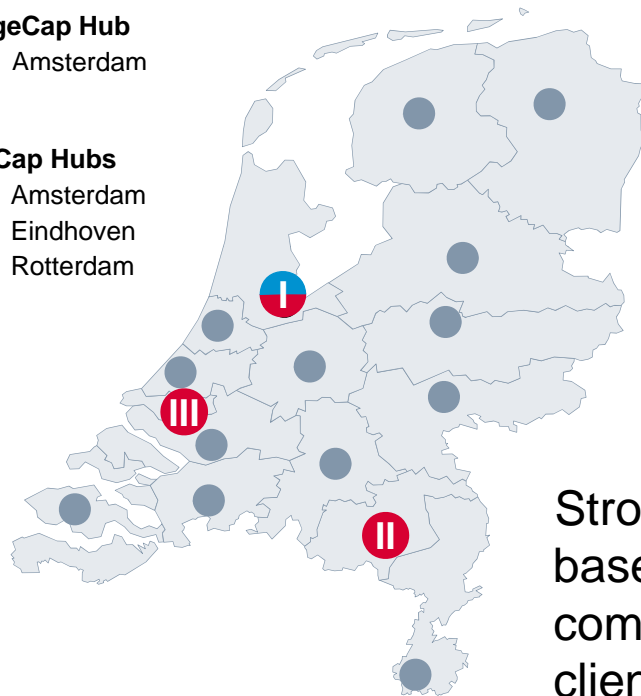 geCap Hub
Amsterdam
Cap Hubs
Amsterdam
Eindhoven
Rotterdam
I
III
II
Stro
base
com
clien